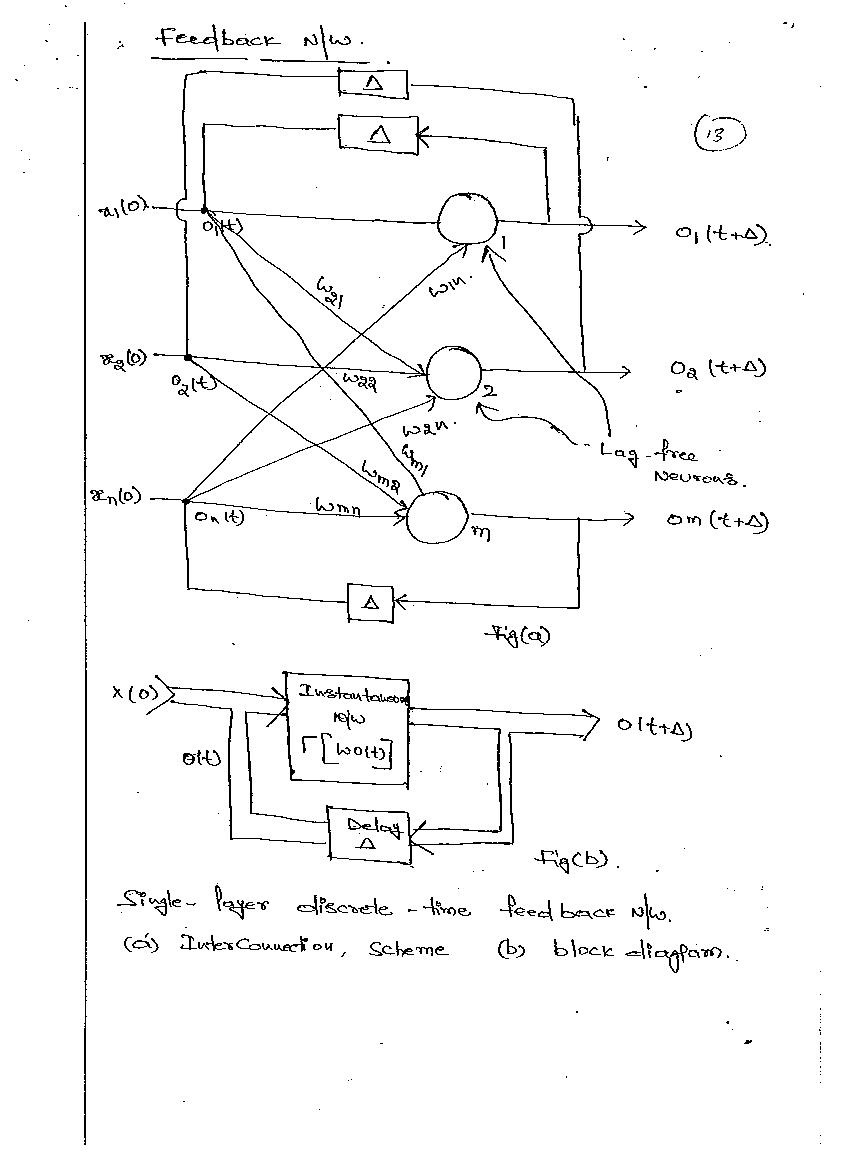 Feedback N/W.
Δ
Δ
13
x1(0)
o1(t)
1
o1(t+Δ).
w21
w1n.
x2(0)
o2(t)
w22
2
o2(t+Δ)
w2n.
wm1
wm2
Lag-free
Neurons.
xn(0)
on(t)
wmn
m
om(t+Δ)
Δ
Fig(a)
X(0)
Instantaneous
N/W
Γ[WO(t)]
O(t+Δ)
O(t)
Delay
Δ
Fig(b).
Single-layer discrete-time feedback N/W.
(a) InterConnection, Scheme (b) block diagram.